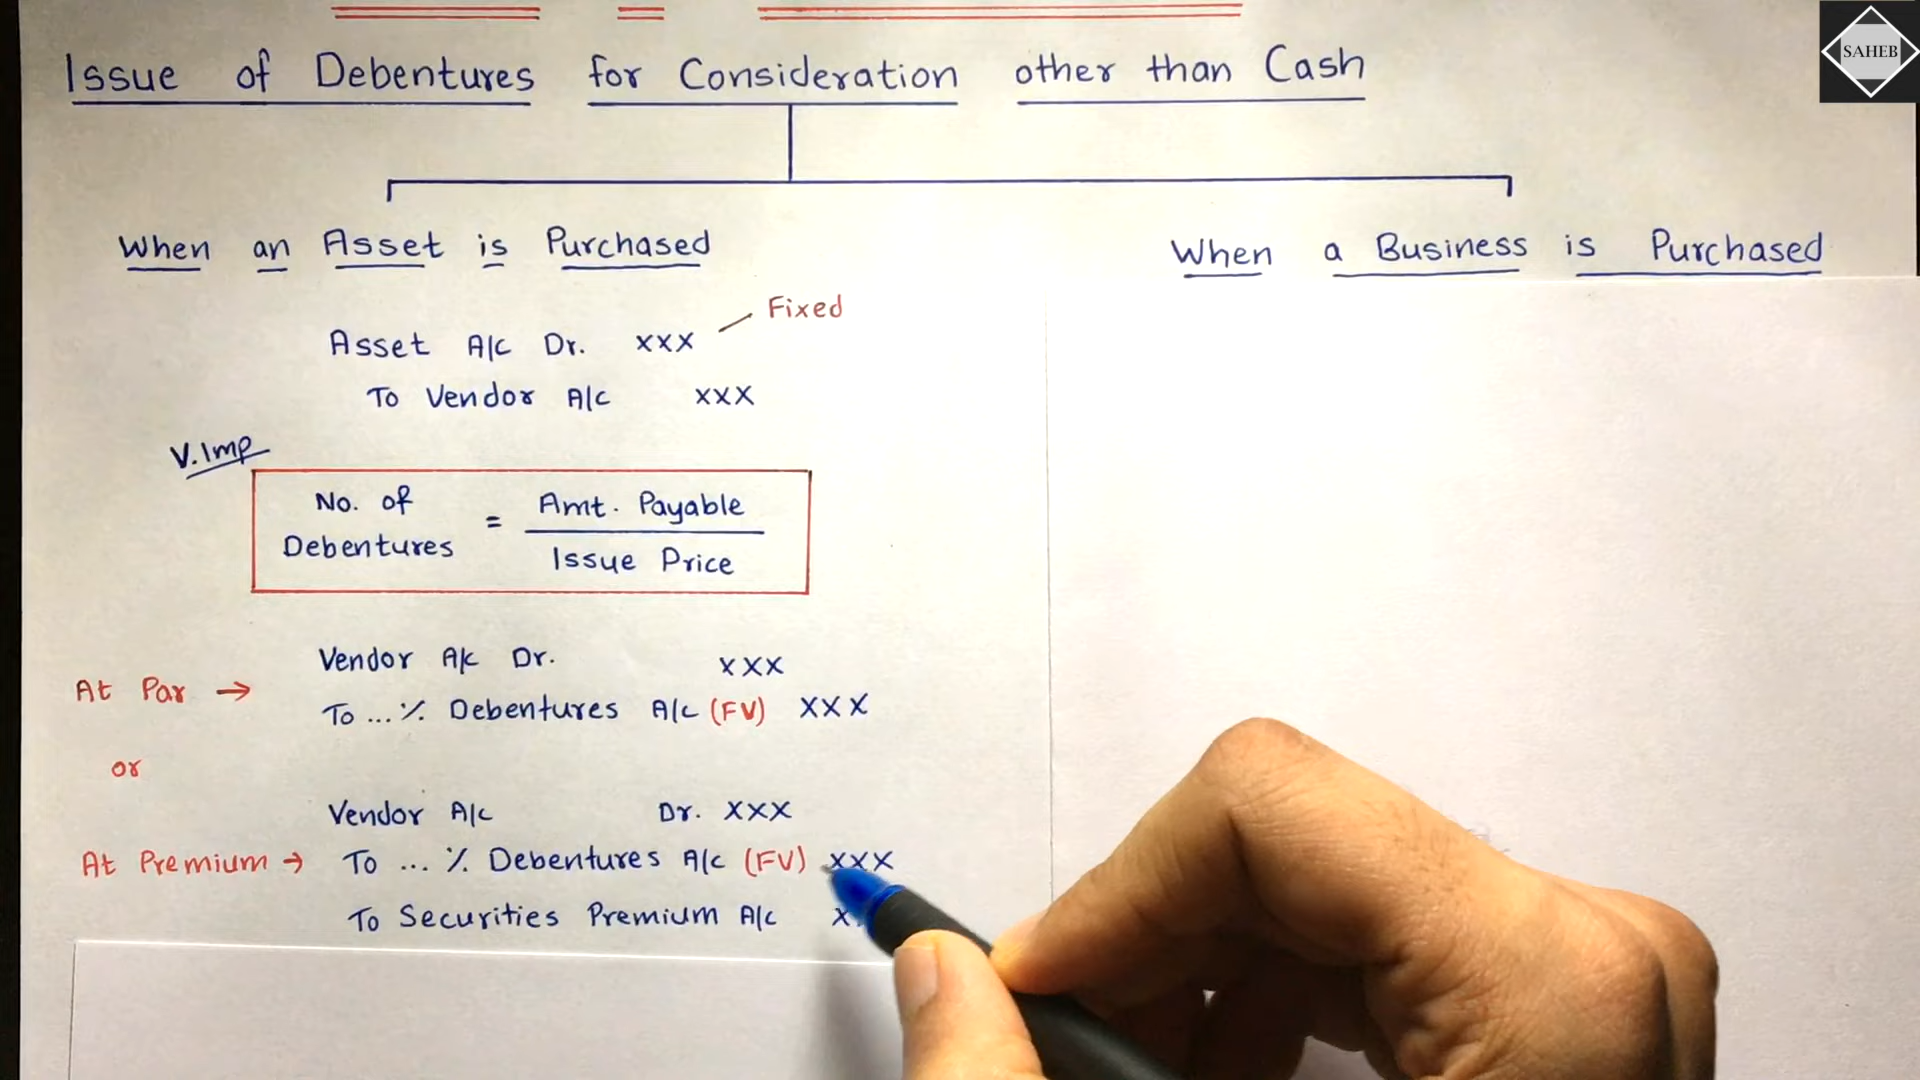 Issue of Debentures for Consideration other than Cash
SAHEB
When an Asset is Purchased
When a Business is Purchased
Fixed
Asset A/c Dr. xxx
To Vendor A/c xxx
V.Imp
No. of Debentures = Amt. Payable / Issue Price
At Par →
Vendor A/c Dr. xxx
To ...% Debentures A/c (FV) xxx
or
At Premium →
Vendor A/c Dr. xxx
To ... % Debentures A/c (FV) xxx
To Securities Premium A/c